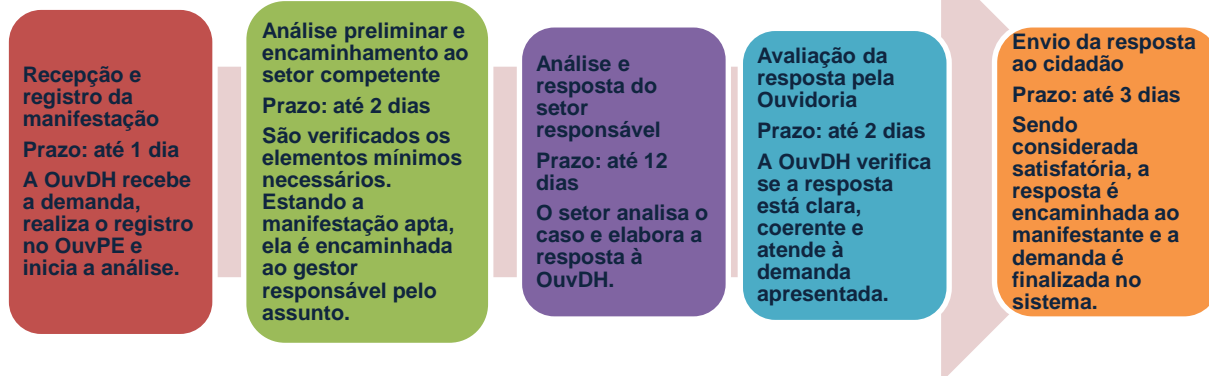 Recepção e
registro da
manifestação
Prazo: até 1 dia
A OuvDH recebe
a demanda,
realiza o registro
no OuvPE e
inicia a análise.
Análise preliminar e
encaminhamento ao
setor competente
Prazo: até 2 dias
São verificados os
elementos mínimos
necessários.
Estando a
manifestação apta,
ela é encaminhada
ao gestor
responsável pelo
assunto.
Análise e
resposta do
setor
responsável
Prazo: até 12
dias
O setor analisa o
caso e elabora a
resposta à
OuvDH.
Avaliação da
resposta pela
Ouvidoria
Prazo: até 2 dias
A OuvDH verifica
se a resposta
está clara,
coerente e
atende à
demanda
apresentada.
Envio da resposta
ao cidadão
Prazo: até 3 dias
Sendo
considerada
satisfatória, a
resposta é
encaminhada ao
manifestante e a
demanda é
finalizada no
sistema.